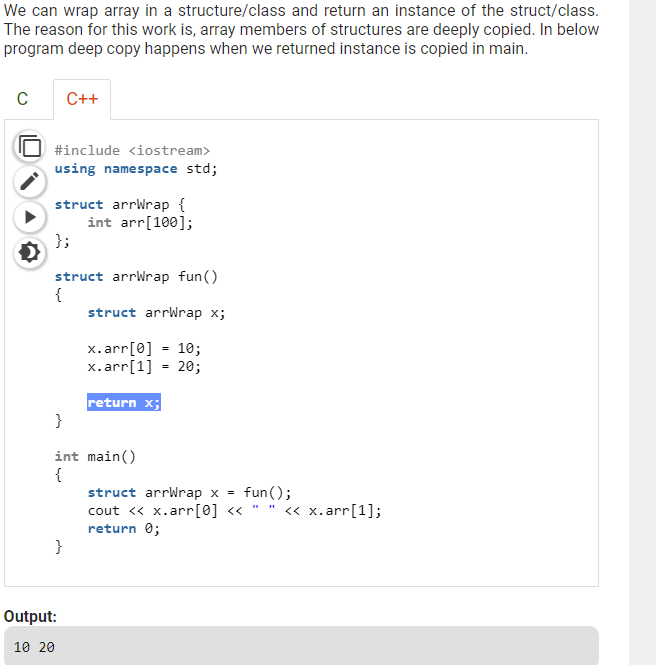 We can wrap array in a structure/class and return an instance of the struct/class.
The reason for this work is, array members of structures are deeply copied. In below
program deep copy happens when we returned instance is copied in main.
C C++
#include <iostream>
using namespace std;
struct arrWrap {
    int arr[100];
};
struct arrWrap fun()
{
    struct arrWrap x;
    x.arr[0] = 10;
    x.arr[1] = 20;
    return x;
}
int main()
{
    struct arrWrap x = fun();
    cout << x.arr[0] << " " << x.arr[1];
    return 0;
}
Output:
10 20